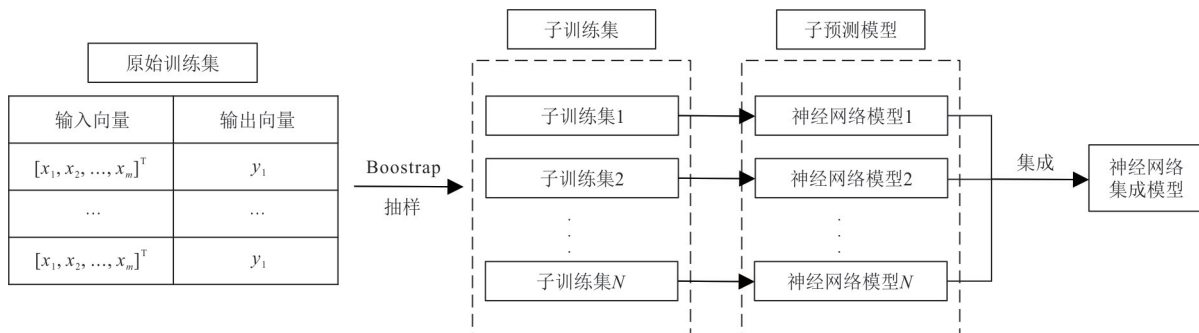 原始训练集
输入向量 输出向量
[x₁, x₂, …, xₘ]ᵀ y₁
… …
[x₁, x₂, …, xₘ]ᵀ y₁
Boostrap
抽样
子训练集
子训练集1
子训练集2
子训练集N
子预测模型
神经网络模型1
神经网络模型2
神经网络模型N
集成
神经网络
集成模型